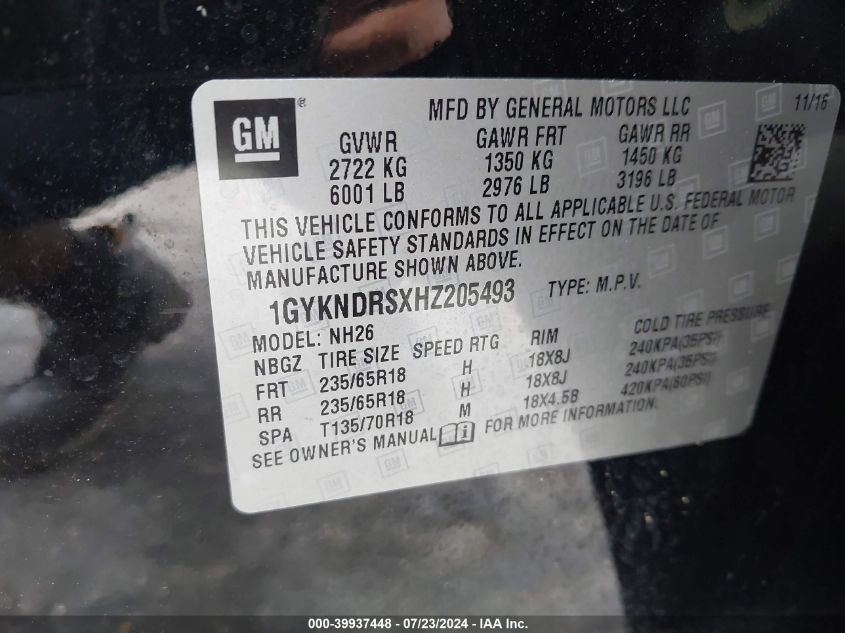 GM ®
MFD BY GENERAL MOTORS LLC 11/16
GVWR GAWR FRT GAWR RR
2722 KG 1350 KG 1450 KG
6001 LB 2976 LB 3196 LB
THIS VEHICLE CONFORMS TO ALL APPLICABLE U.S. FEDERAL MOTOR
VEHICLE SAFETY STANDARDS IN EFFECT ON THE DATE OF
MANUFACTURE SHOWN ABOVE.
1GYKNDRSXHZ205493 TYPE: M.P.V.
MODEL: NH26
NBGZ TIRE SIZE SPEED RTG RIM COLD TIRE PRESSURE
FRT 235/65R18 H 18X8J 240KPA(35PSI)
RR 235/65R18 H 18X8J 240KPA(35PSI)
SPA T135/70R18 M 18X4.5B 420KPA(60PSI)
SEE OWNER'S MANUAL FOR MORE INFORMATION.
000-39937448 - 07/23/2024 - IAA Inc.